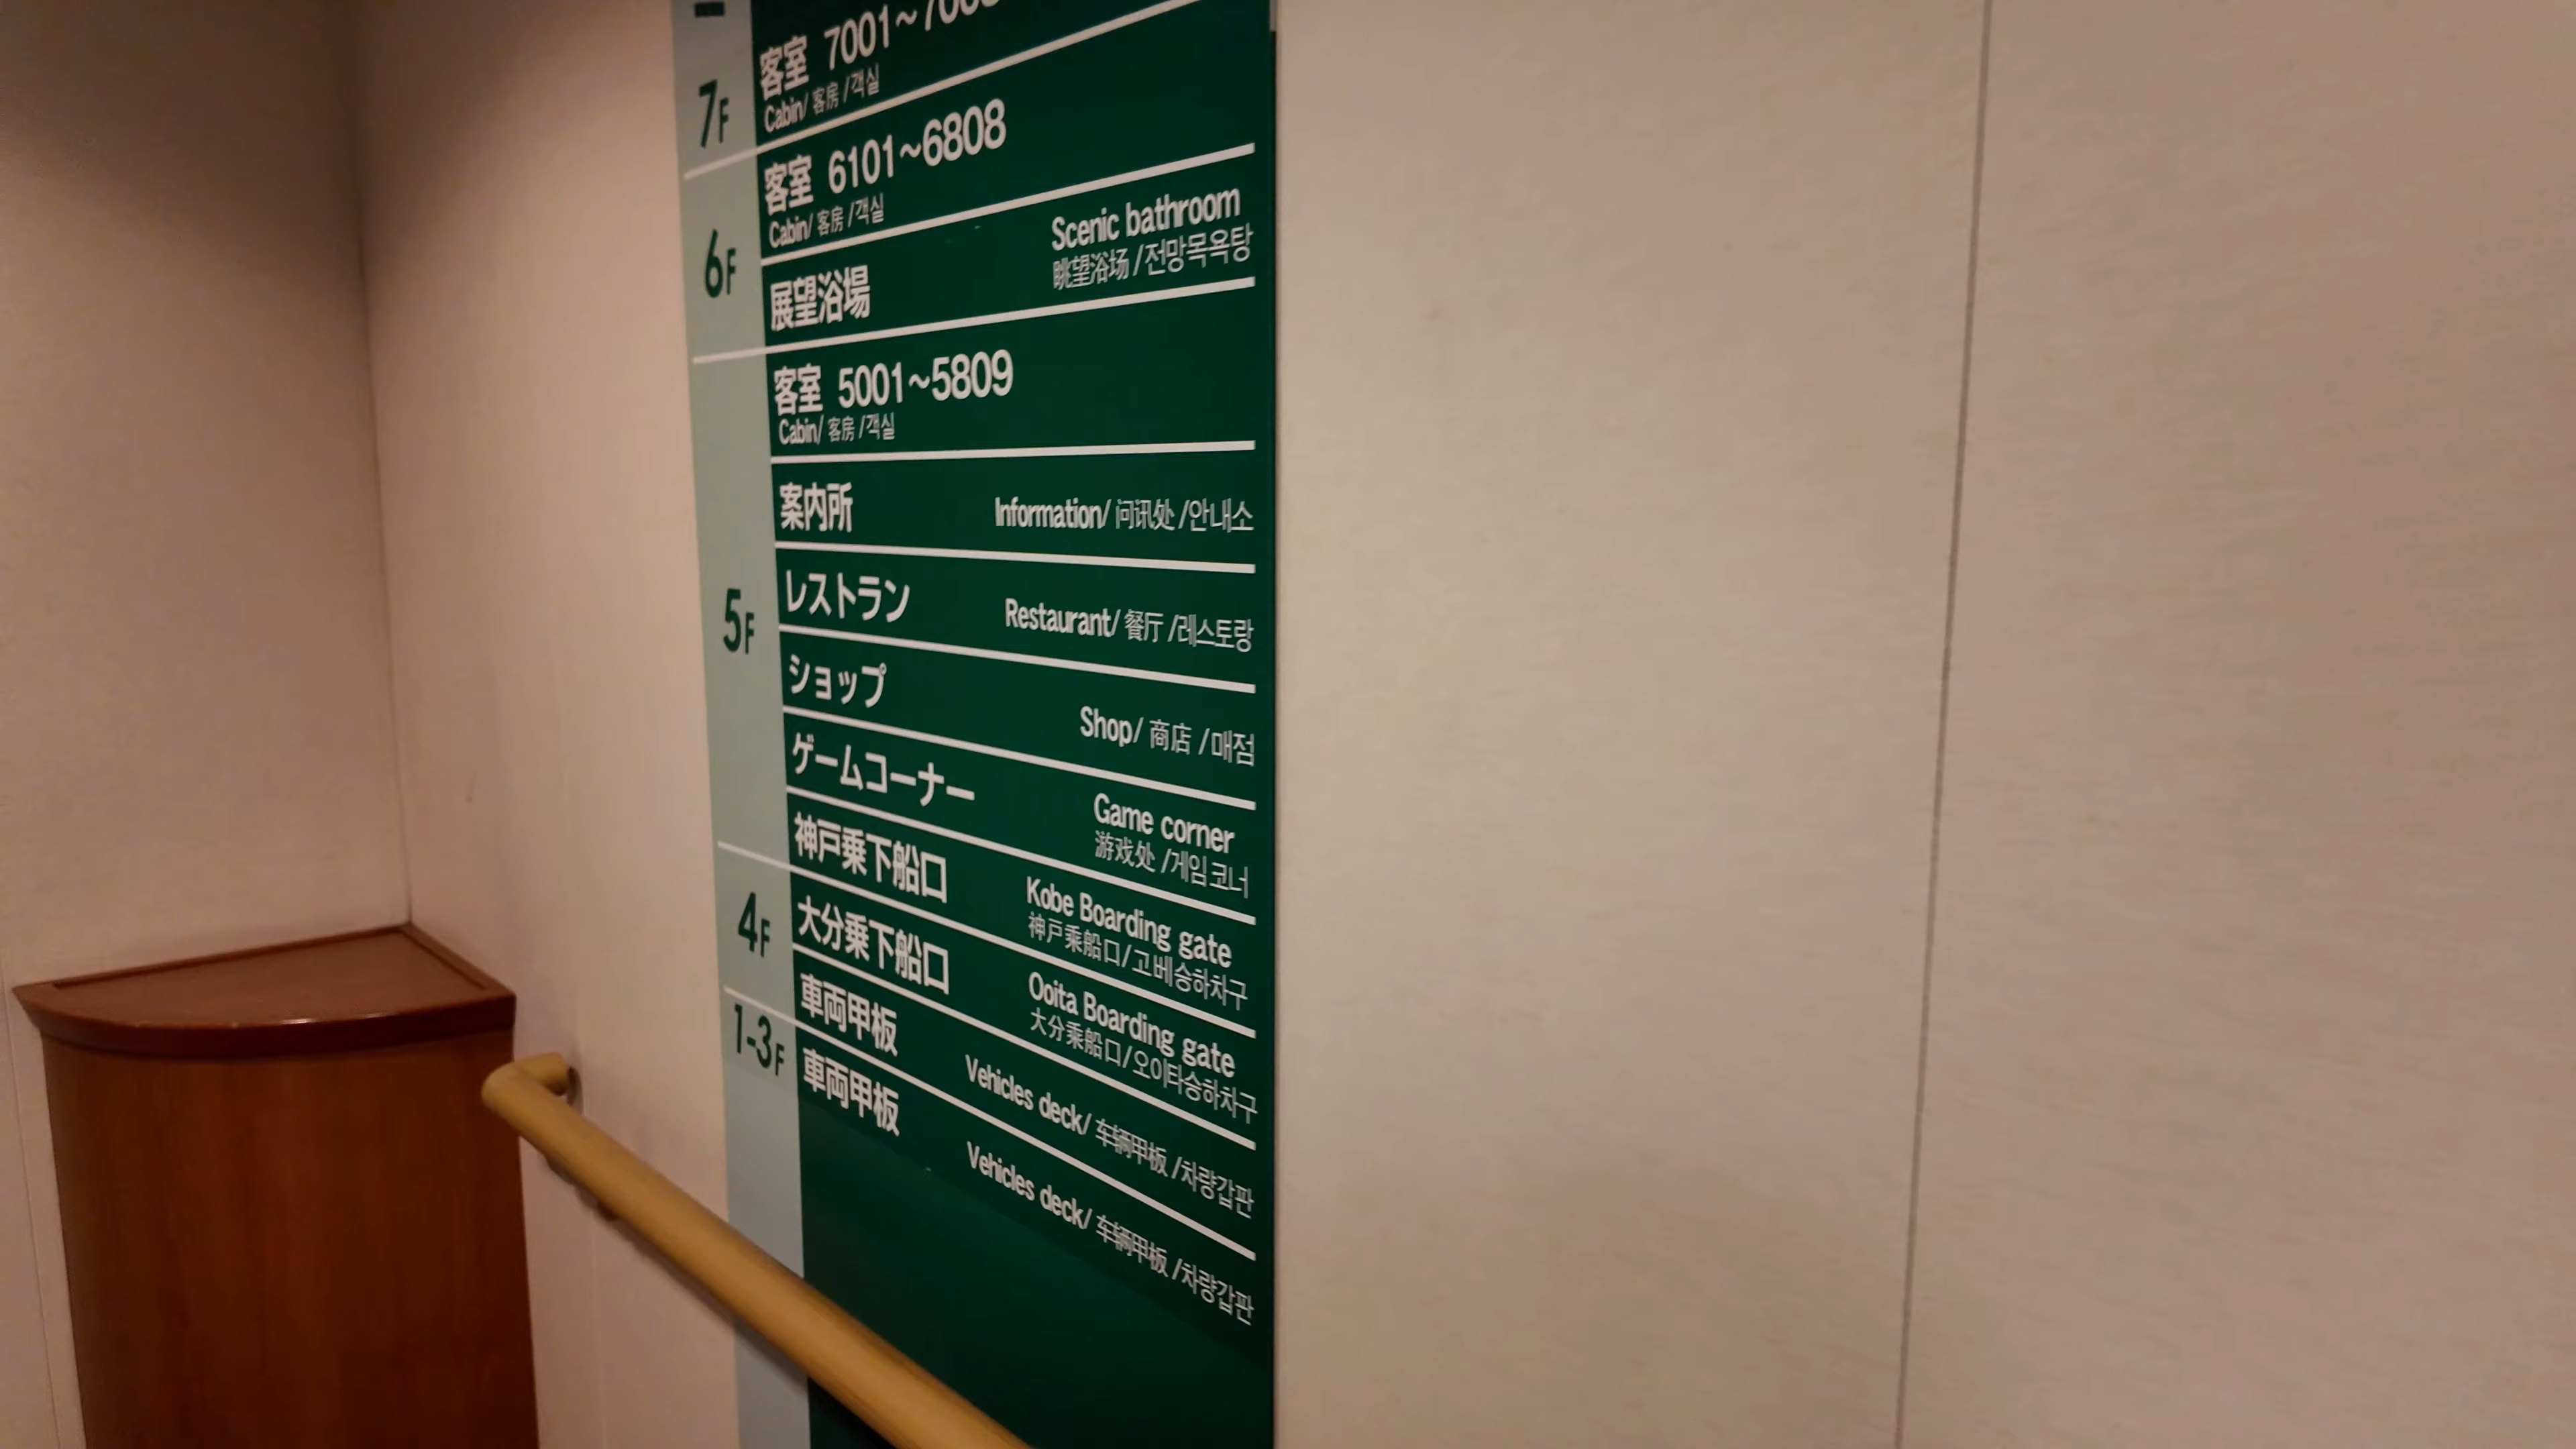 7F
客室 7001~
Cabin/ 客房 /객실
6F
客室 6101~6808
Cabin/ 客房 /객실
展望浴場
Scenic bathroom
眺望浴场 /전망목욕탕
5F
客室 5001~5809
Cabin/ 客房 /객실
案内所 Information/ 问讯处 /안내소
レストラン Restaurant/ 餐厅 /레스토랑
ショップ Shop/ 商店 /매점
ゲームコーナー
Game corner
游戏处 /게임 코너
神戸乗下船口
Kobe Boarding gate
神戸乘船口/고베승하차구
4F
大分乗下船口
Ooita Boarding gate
大分乘船口/오이타승하차구
車両甲板 Vehicles deck/ 车辆甲板 /차량갑판
1-3F
車両甲板 Vehicles deck/ 车辆甲板 /차량갑판